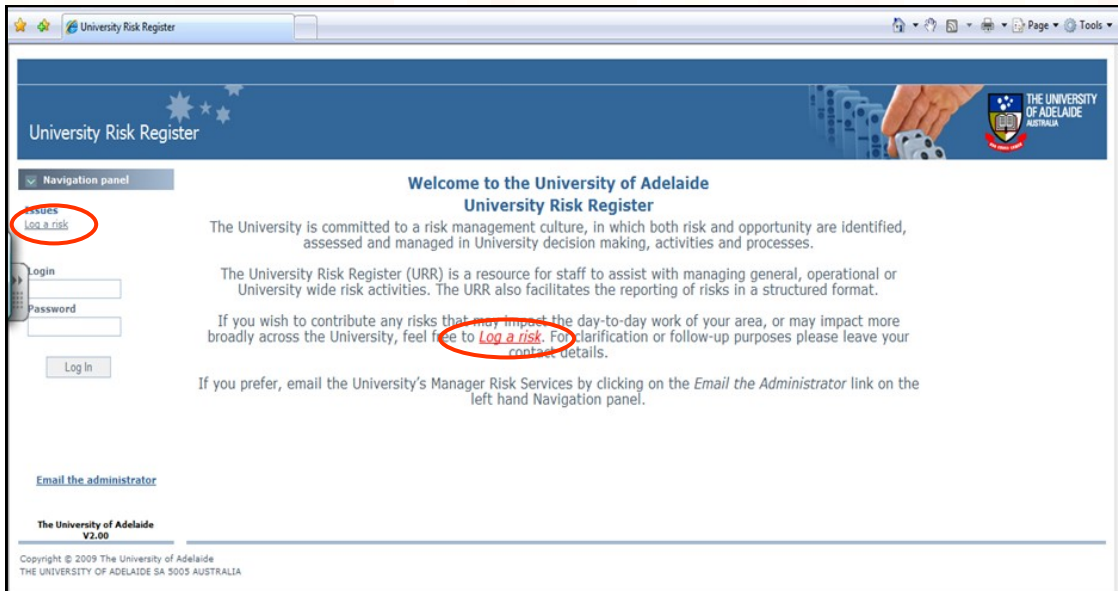 University Risk Register
Page
Tools
University Risk Register
THE UNIVERSITY
OF ADELAIDE
AUSTRALIA
Navigation panel
Issues
Log a risk
Login
Password
Log In
Email the administrator
The University of Adelaide
V2.00
Welcome to the University of Adelaide
University Risk Register
The University is committed to a risk management culture, in which both risk and opportunity are identified,
assessed and managed in University decision making, activities and processes.
The University Risk Register (URR) is a resource for staff to assist with managing general, operational or
University wide risk activities. The URR also facilitates the reporting of risks in a structured format.
If you wish to contribute any risks that may impact the day-to-day work of your area, or may impact more
broadly across the University, feel free to Log a risk. For clarification or follow-up purposes please leave your
contact details.
If you prefer, email the University's Manager Risk Services by clicking on the Email the Administrator link on the
left hand Navigation panel.
Copyright © 2009 The University of Adelaide
THE UNIVERSITY OF ADELAIDE SA 5005 AUSTRALIA